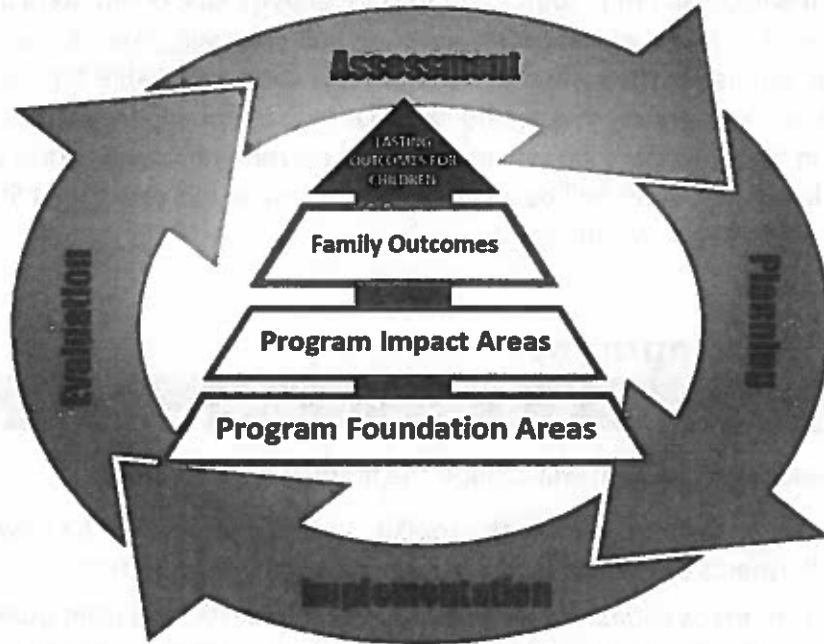 Assessment
LASTING
OUTCOMES FOR
CHILDREN
Family Outcomes
Program Impact Areas
Program Foundation Areas
Planning
Implementation
Evaluation